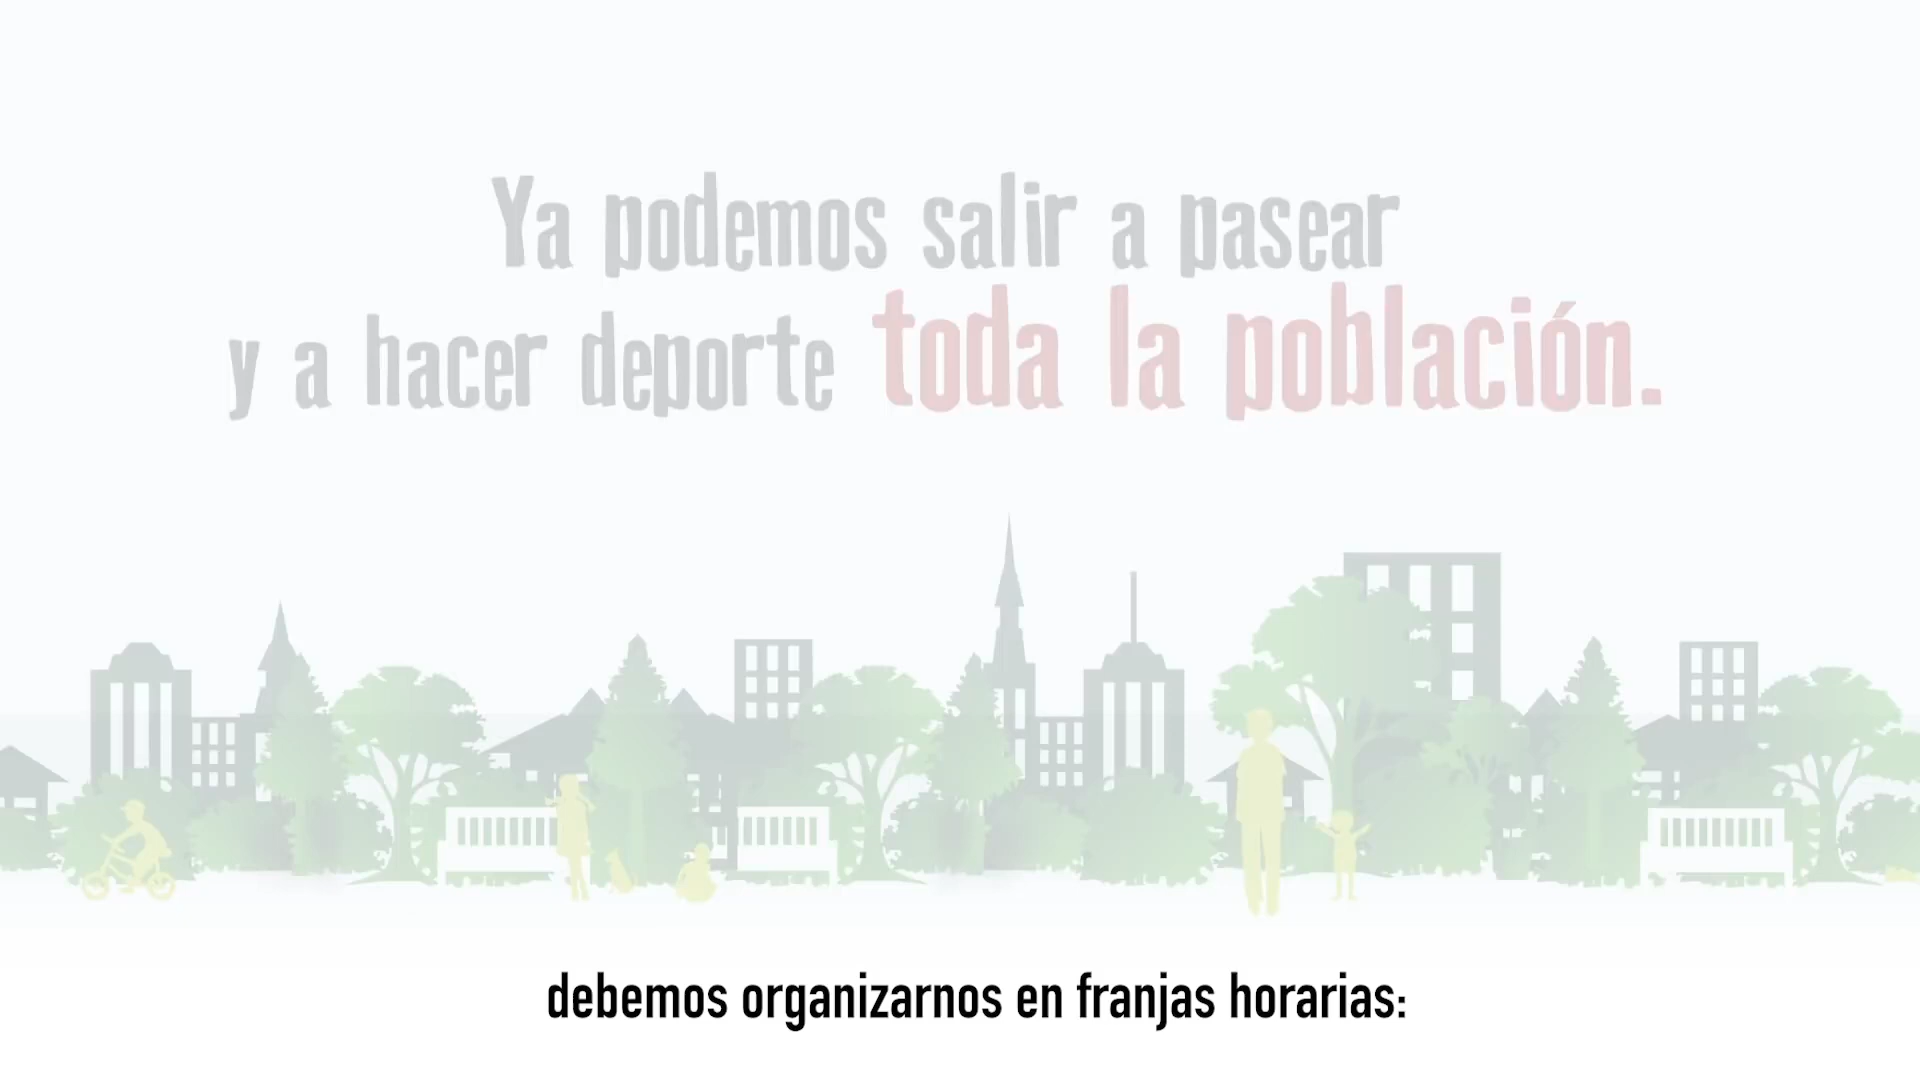 Ya podemos salir a pasear
y a hacer deporte toda la población.
debemos organizarnos en franjas horarias: